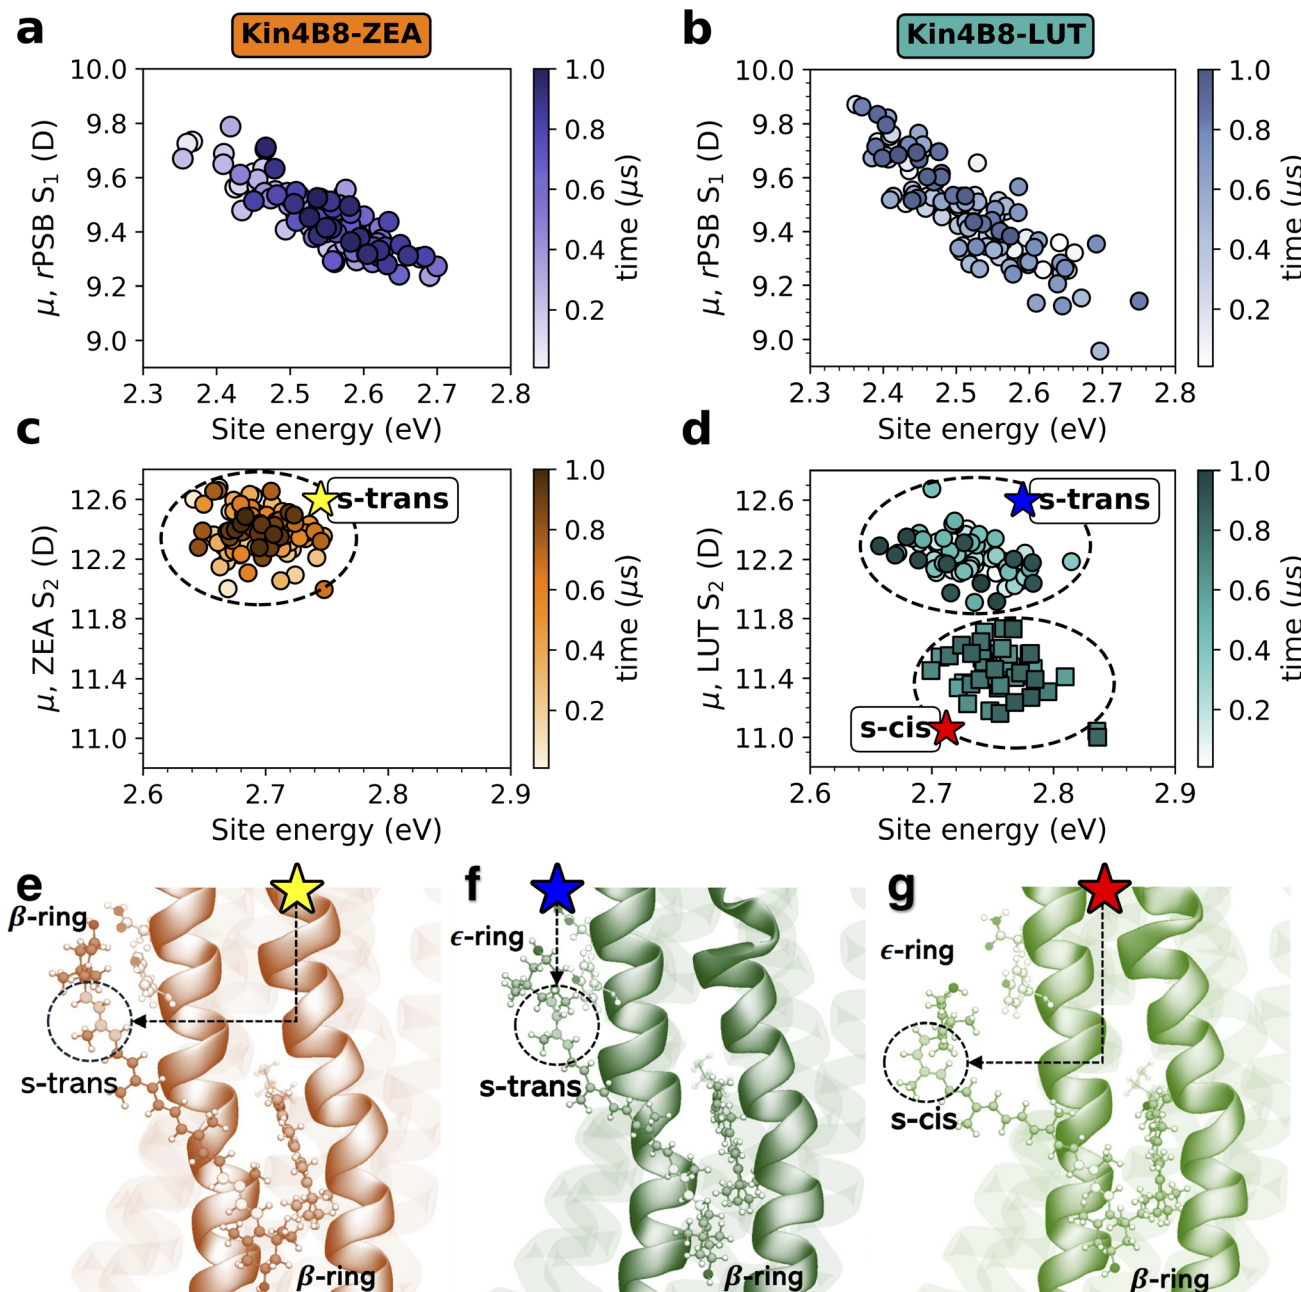 a
Kin4B8-ZEA
10.0
9.8
9.6
9.4
9.2
9.0
μ, rPSB S₁ (D)
2.3 2.4 2.5 2.6 2.7 2.8
Site energy (eV)
1.0
0.8
0.6
0.4
0.2
time (μs)
b
Kin4B8-LUT
10.0
9.8
9.6
9.4
9.2
9.0
μ, rPSB S₁ (D)
2.3 2.4 2.5 2.6 2.7 2.8
Site energy (eV)
1.0
0.8
0.6
0.4
0.2
time (μs)
c
12.6
12.2
11.8
11.4
11.0
μ, ZEA S₂ (D)
s-trans
2.6 2.7 2.8 2.9
Site energy (eV)
1.0
0.8
0.6
0.4
0.2
time (μs)
d
12.6
12.2
11.8
11.4
11.0
μ, LUT S₂ (D)
s-trans
s-cis
2.6 2.7 2.8 2.9
Site energy (eV)
1.0
0.8
0.6
0.4
0.2
time (μs)
e
β-ring
s-trans
β-ring
f
ϵ-ring
s-trans
β-ring
g
ϵ-ring
s-cis
β-ring